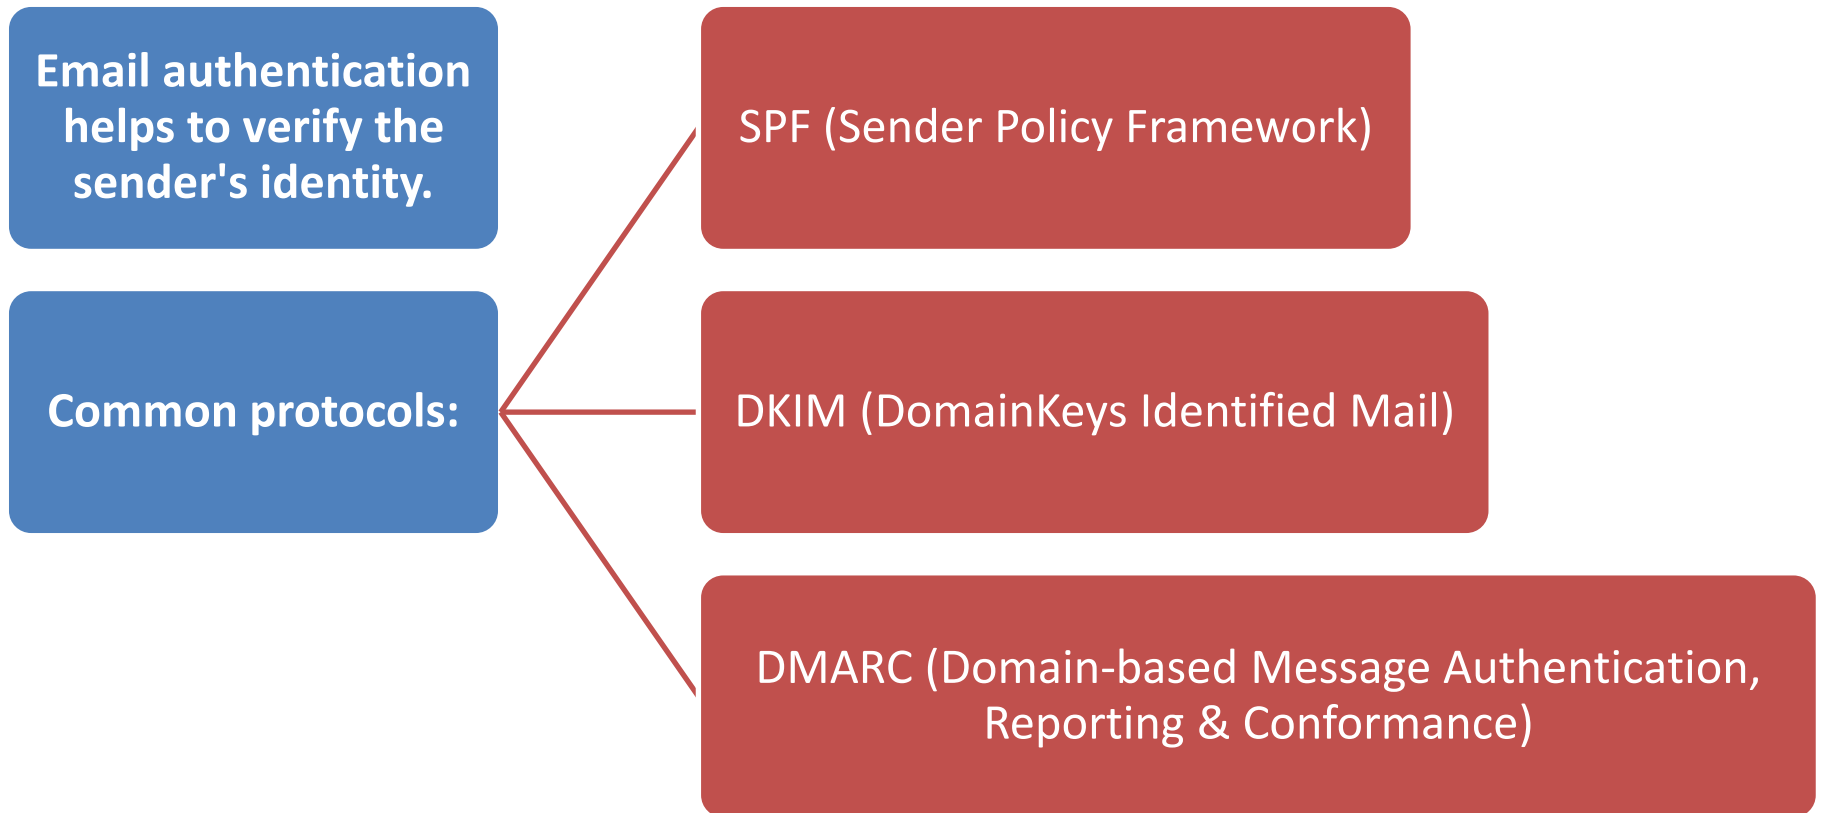 Email authentication
helps to verify the
sender's identity.
Common protocols:
SPF (Sender Policy Framework)
DKIM (DomainKeys Identified Mail)
DMARC (Domain-based Message Authentication,
Reporting & Conformance)